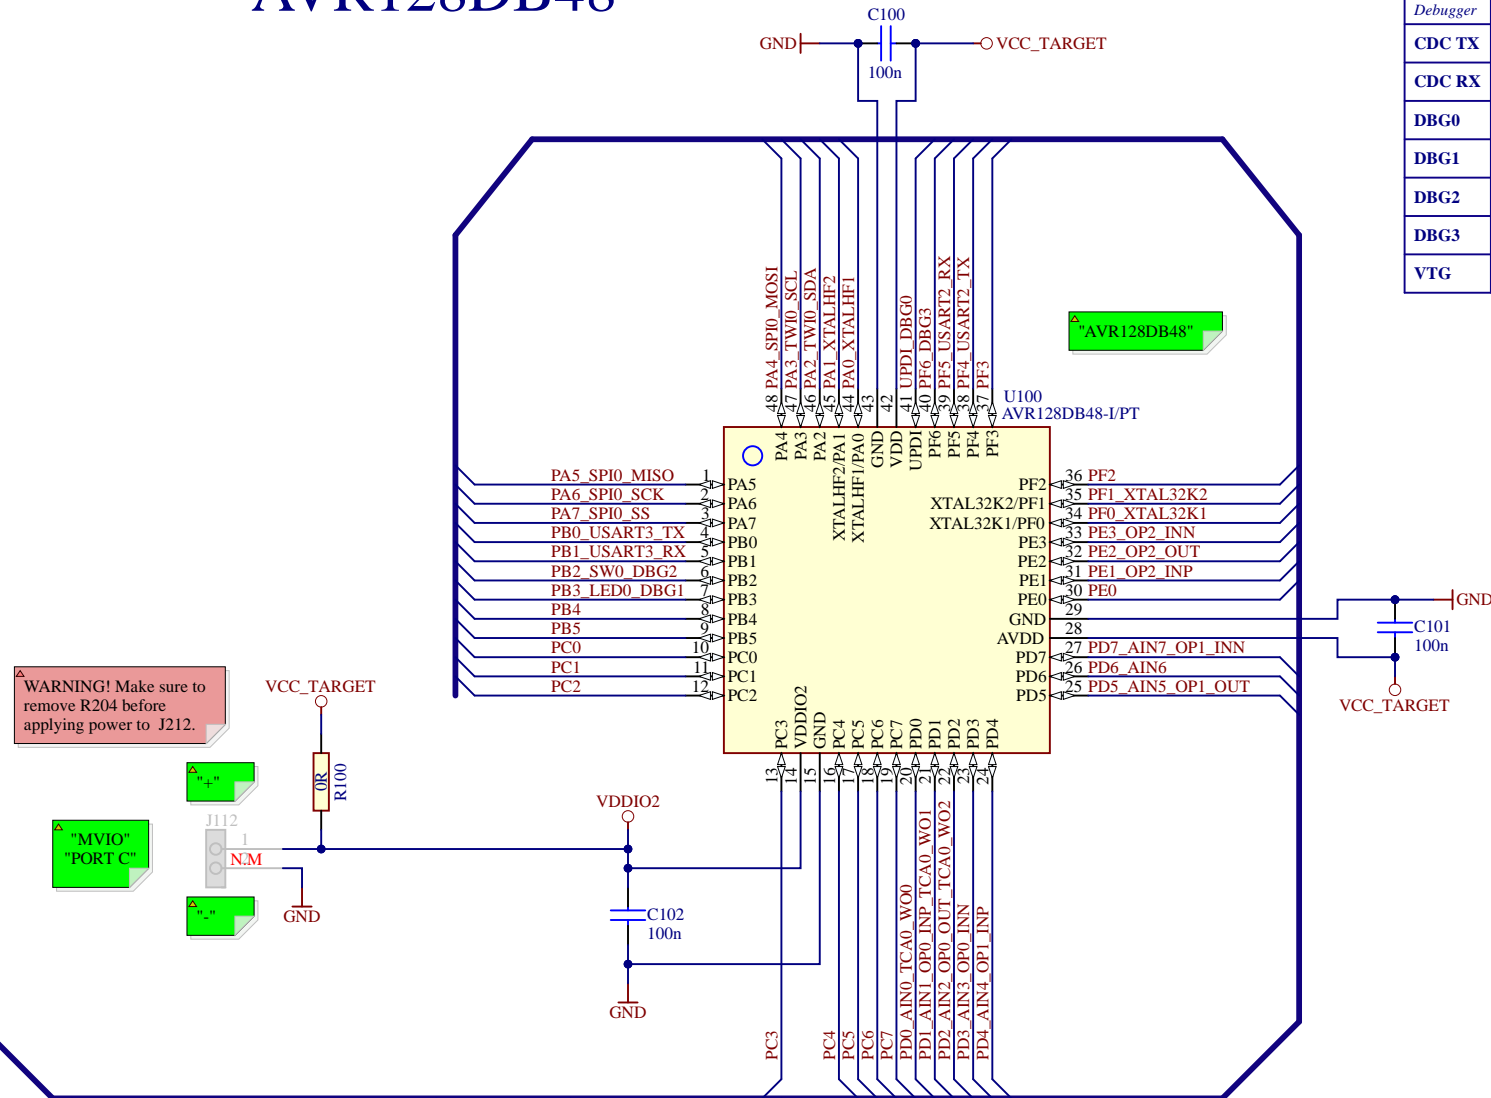 AVR128DB48
C100
GND
VCC_TARGET
100n
Debugger
CDC TX
CDC RX
DBG0
DBG1
DBG2
DBG3
VTG
"AVR128DB48"
U100
AVR128DB48-I/PT
48 PA4_SPI0_MOSI
47 PA3_TWI0_SCL
46 PA2_TWI0_SDA
45 PA1_XTALHF2
44 PA0_XTALHF1
43
42
41 UPDI_DBG0
40 PF6_DBG3
39 PF5_USART2_RX
38 PF4_USART2_TX
37 PF3
PA4
PA3
PA2
XTALHF2/PA1
XTALHF1/PA0
GND
VDD
UPDI
PF6
PF5
PF4
PF3
PA5_SPI0_MISO 1 PA5
PA6_SPI0_SCK 2 PA6
PA7_SPI0_SS 3 PA7
PB0_USART3_TX 4 PB0
PB1_USART3_RX 5 PB1
PB2_SW0_DBG2 6 PB2
PB3_LED0_DBG1 7 PB3
PB4 8 PB4
PB5 9 PB5
PC0 10 PC0
PC1 11 PC1
PC2 12 PC2
PF2 36 PF2
XTAL32K2/PF1 35 PF1_XTAL32K2
XTAL32K1/PF0 34 PF0_XTAL32K1
PE3 33 PE3_OP2_INN
PE2 32 PE2_OP2_OUT
PE1 31 PE1_OP2_INP
PE0 30 PE0
GND 29
AVDD 28
PD7 27 PD7_AIN7_OP1_INN
PD6 26 PD6_AIN6
PD5 25 PD5_AIN5_OP1_OUT
GND
C101
100n
VCC_TARGET
PC3
VDDIO2
GND
PC4
PC5
PC6
PC7
PD0
PD1
PD2
PD3
PD4
13 PC3
14
15
16 PC4
17 PC5
18 PC6
19 PC7
20 PD0_AIN0_TCA0_WO0
21 PD1_AIN1_OP0_INP_TCA0_WO1
22 PD2_AIN2_OP0_OUT_TCA0_WO2
23 PD3_AIN3_OP0_INN
24 PD4_AIN4_OP1_INP
WARNING! Make sure to
remove R204 before
applying power to J212.
VCC_TARGET
0R
R100
"+"
"MVIO"
"PORT C"
J112
1
N.M
"-"
GND
VDDIO2
C102
100n
GND